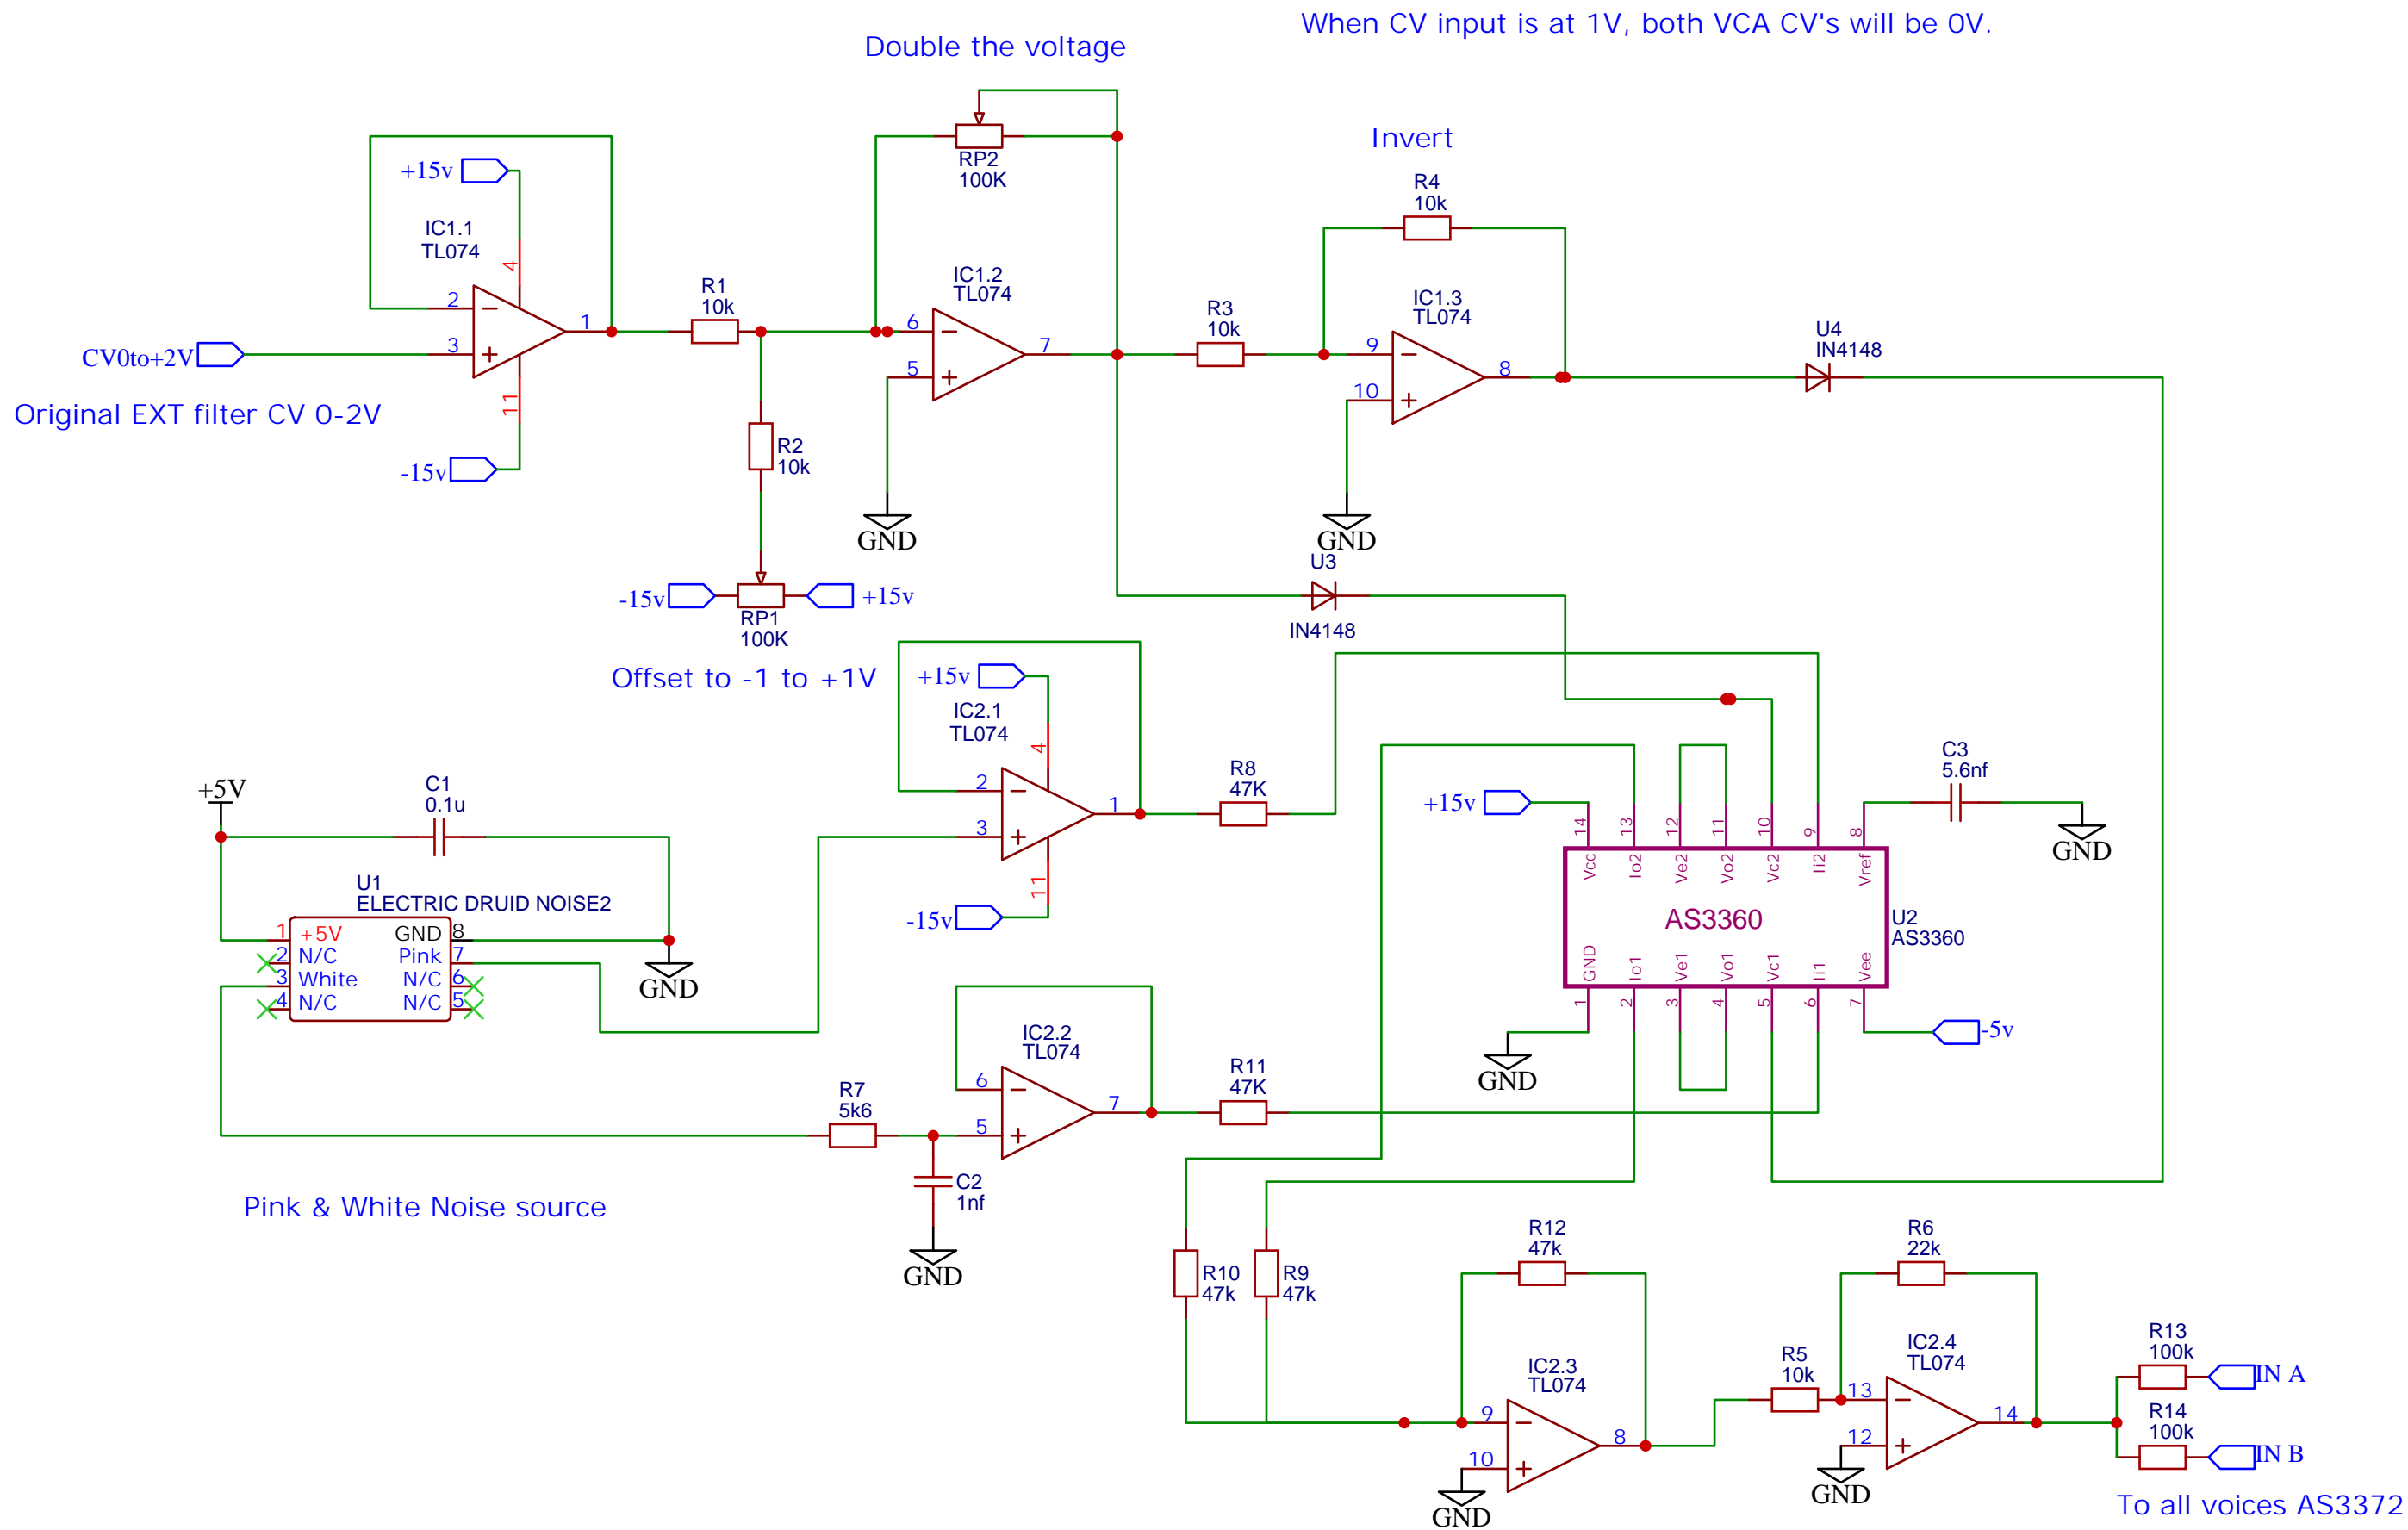 When CV input is at 1V, both VCA CV's will be 0V.
Double the voltage
Invert
RP2
100K
R4
10k
+15v
IC1.1
TL074
4
2
3
1
11
CV0to+2V
Original EXT filter CV 0-2V
-15v
R1
10k
R2
10k
IC1.2
TL074
6
5
7
GND
R3
10k
IC1.3
TL074
9
10
8
GND
U4
IN4148
-15v
+15v
RP1
100K
Offset to -1 to +1V
U3
IN4148
+15v
IC2.1
TL074
4
2
3
1
11
-15v
R8
47K
+5V
C1
0.1u
U1
ELECTRIC DRUID NOISE2
1 +5V GND 8
2 N/C Pink 7
3 White N/C 6
4 N/C N/C 5
GND
+15v
C3
5.6nf
GND
14 13 12 11 10 9 8
Vcc Io2 Ve2 Vo2 Vc2 Ii2 Vref
AS3360
U2
AS3360
GND Io1 Ve1 Vo1 Vc1 Ii1 Vee
1 2 3 4 5 6 7
-5v
GND
IC2.2
TL074
6
5
7
R11
47K
R7
5k6
C2
1nf
GND
Pink & White Noise source
R10
47k
R9
47k
R12
47k
IC2.3
TL074
9
10
8
GND
R6
22k
R5
10k
IC2.4
TL074
13
12
14
GND
R13
100k
IN A
R14
100k
IN B
To all voices AS3372